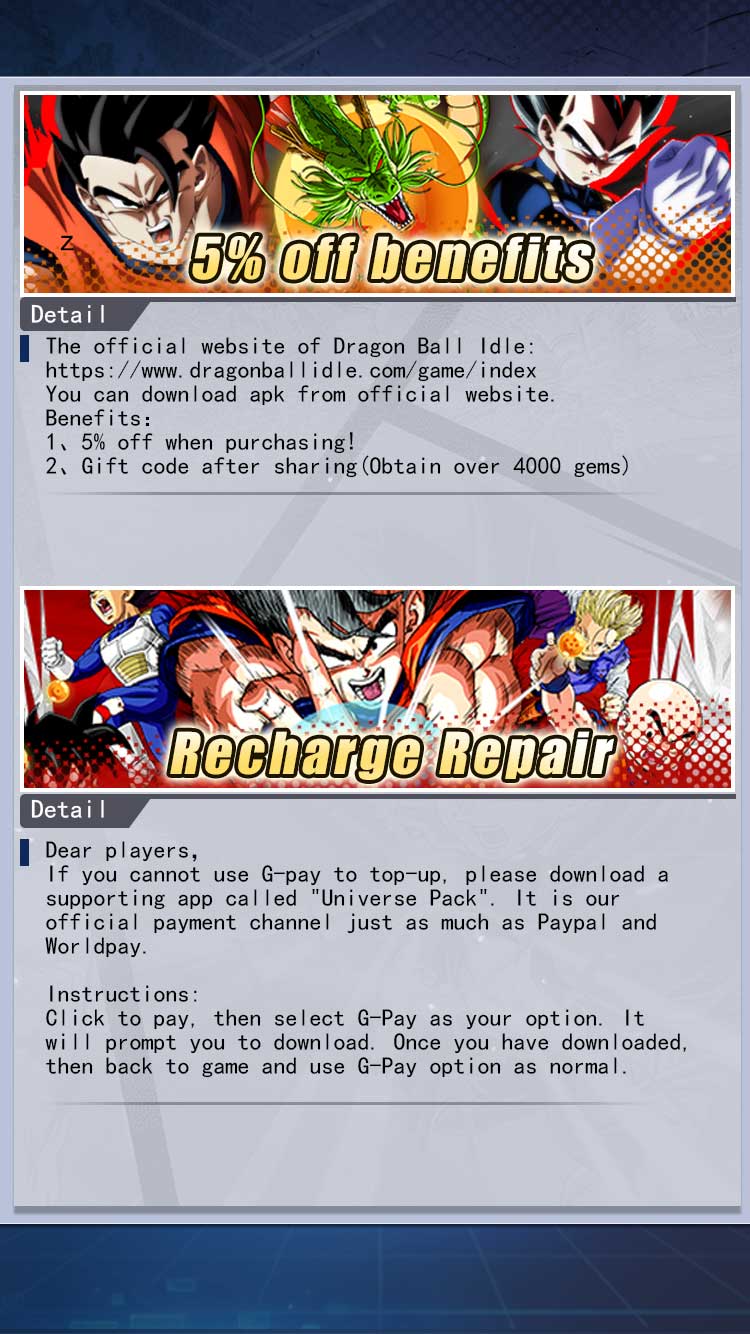 Z
5% off benefits
Detail
The official website of Dragon Ball Idle:
https://www.dragonballidle.com/game/index
You can download apk from official website.
Benefits：
1、5% off when purchasing!
2、Gift code after sharing(Obtain over 4000 gems)
Recharge Repair
Detail
Dear players，
If you cannot use G-pay to top-up, please download a
supporting app called "Universe Pack". It is our
official payment channel just as much as Paypal and
Worldpay.
Instructions:
Click to pay, then select G-Pay as your option. It
will prompt you to download. Once you have downloaded,
then back to game and use G-Pay option as normal.